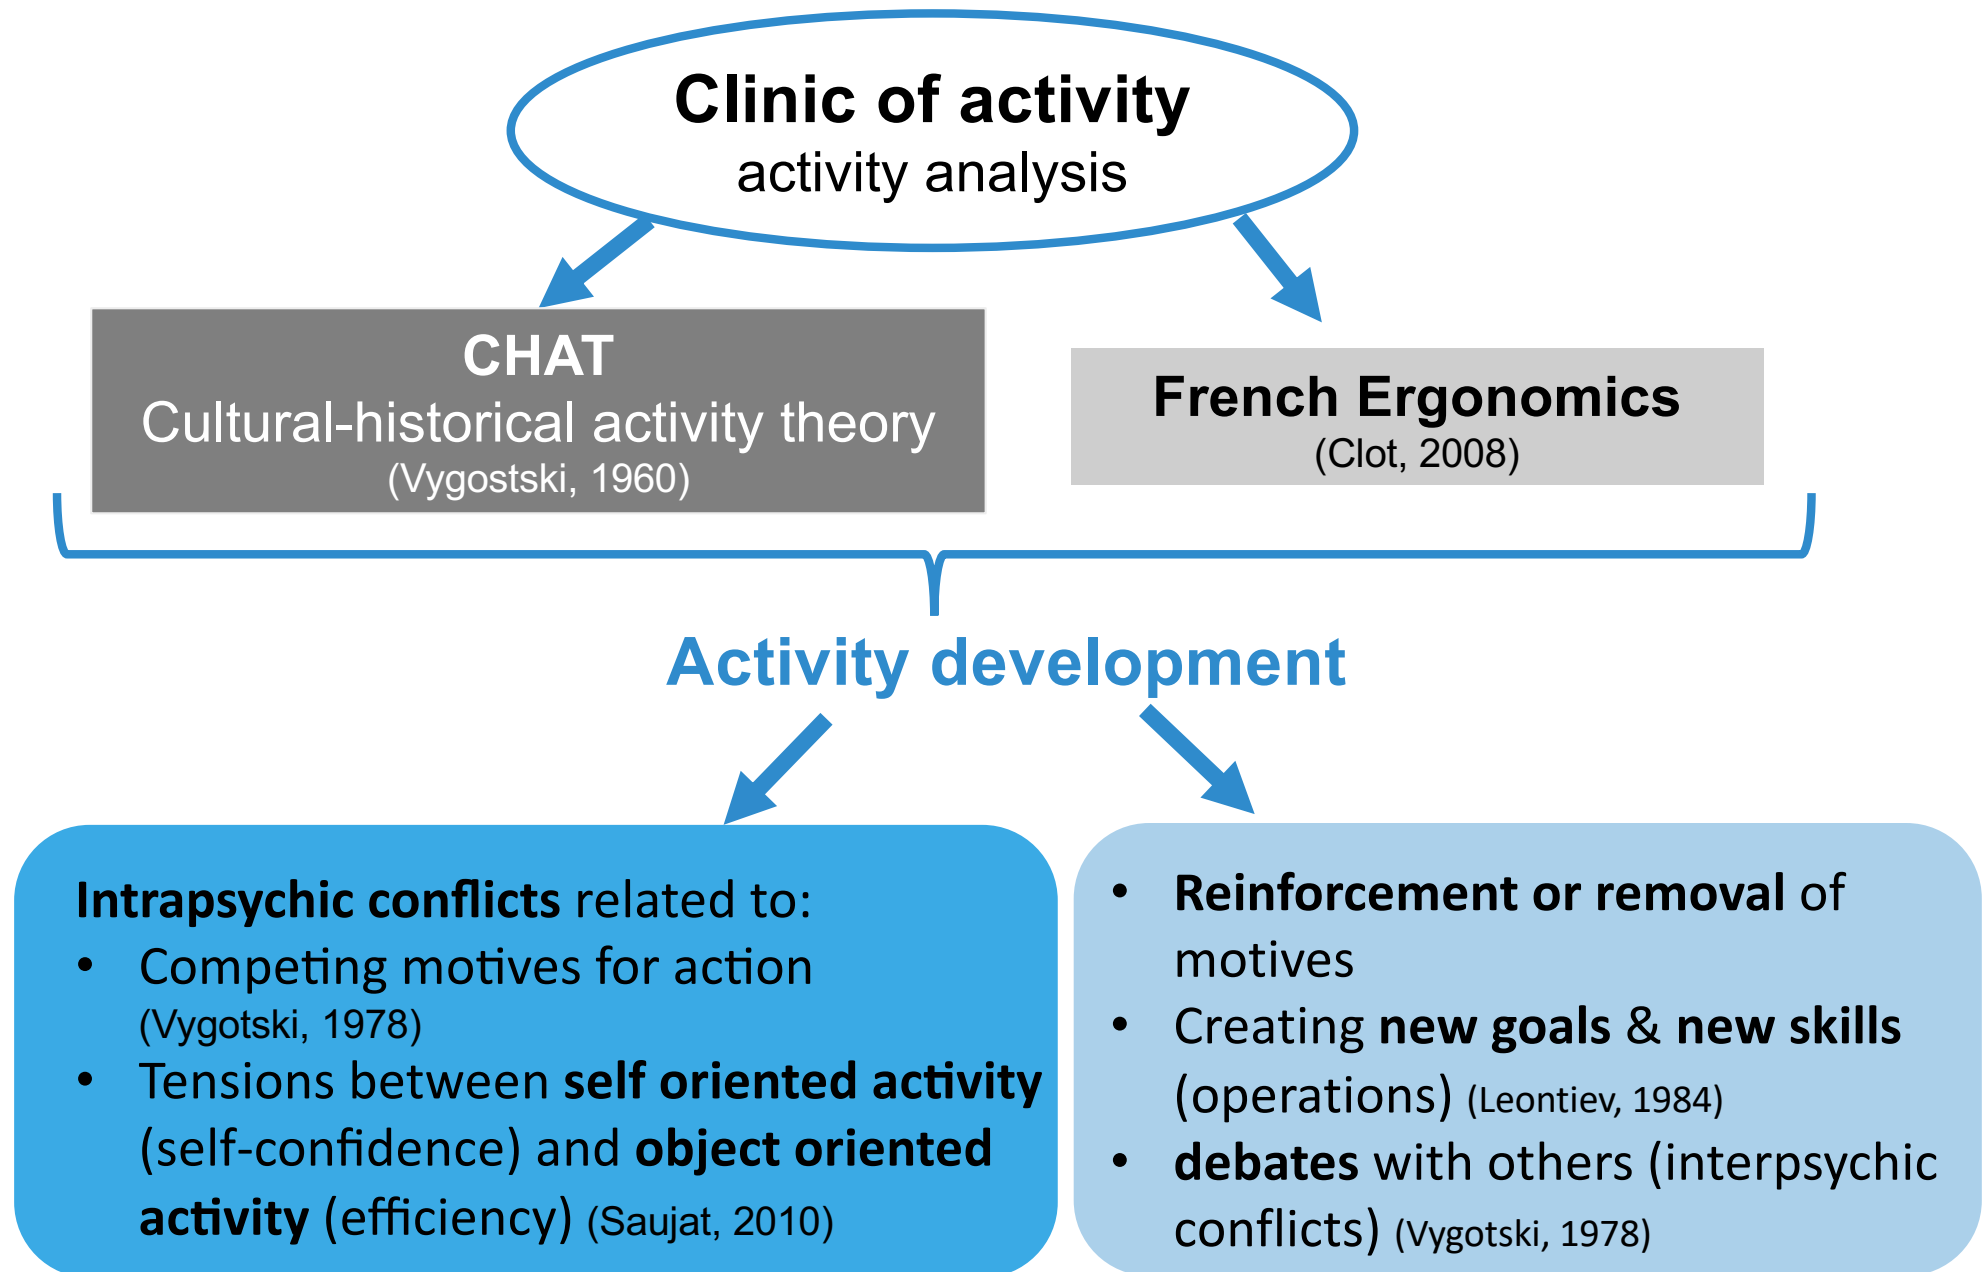 Clinic of activity
activity analysis
CHAT
Cultural-historical activity theory
(Vygostski, 1960)
French Ergonomics
(Clot, 2008)
Activity development
Intrapsychic conflicts related to:
• Competing motives for action
(Vygotski, 1978)
• Tensions between self oriented activity
(self-confidence) and object oriented
activity (efficiency) (Saujat, 2010)
• Reinforcement or removal of
motives
• Creating new goals & new skills
(operations) (Leontiev, 1984)
• debates with others (interpsychic
conflicts) (Vygotski, 1978)